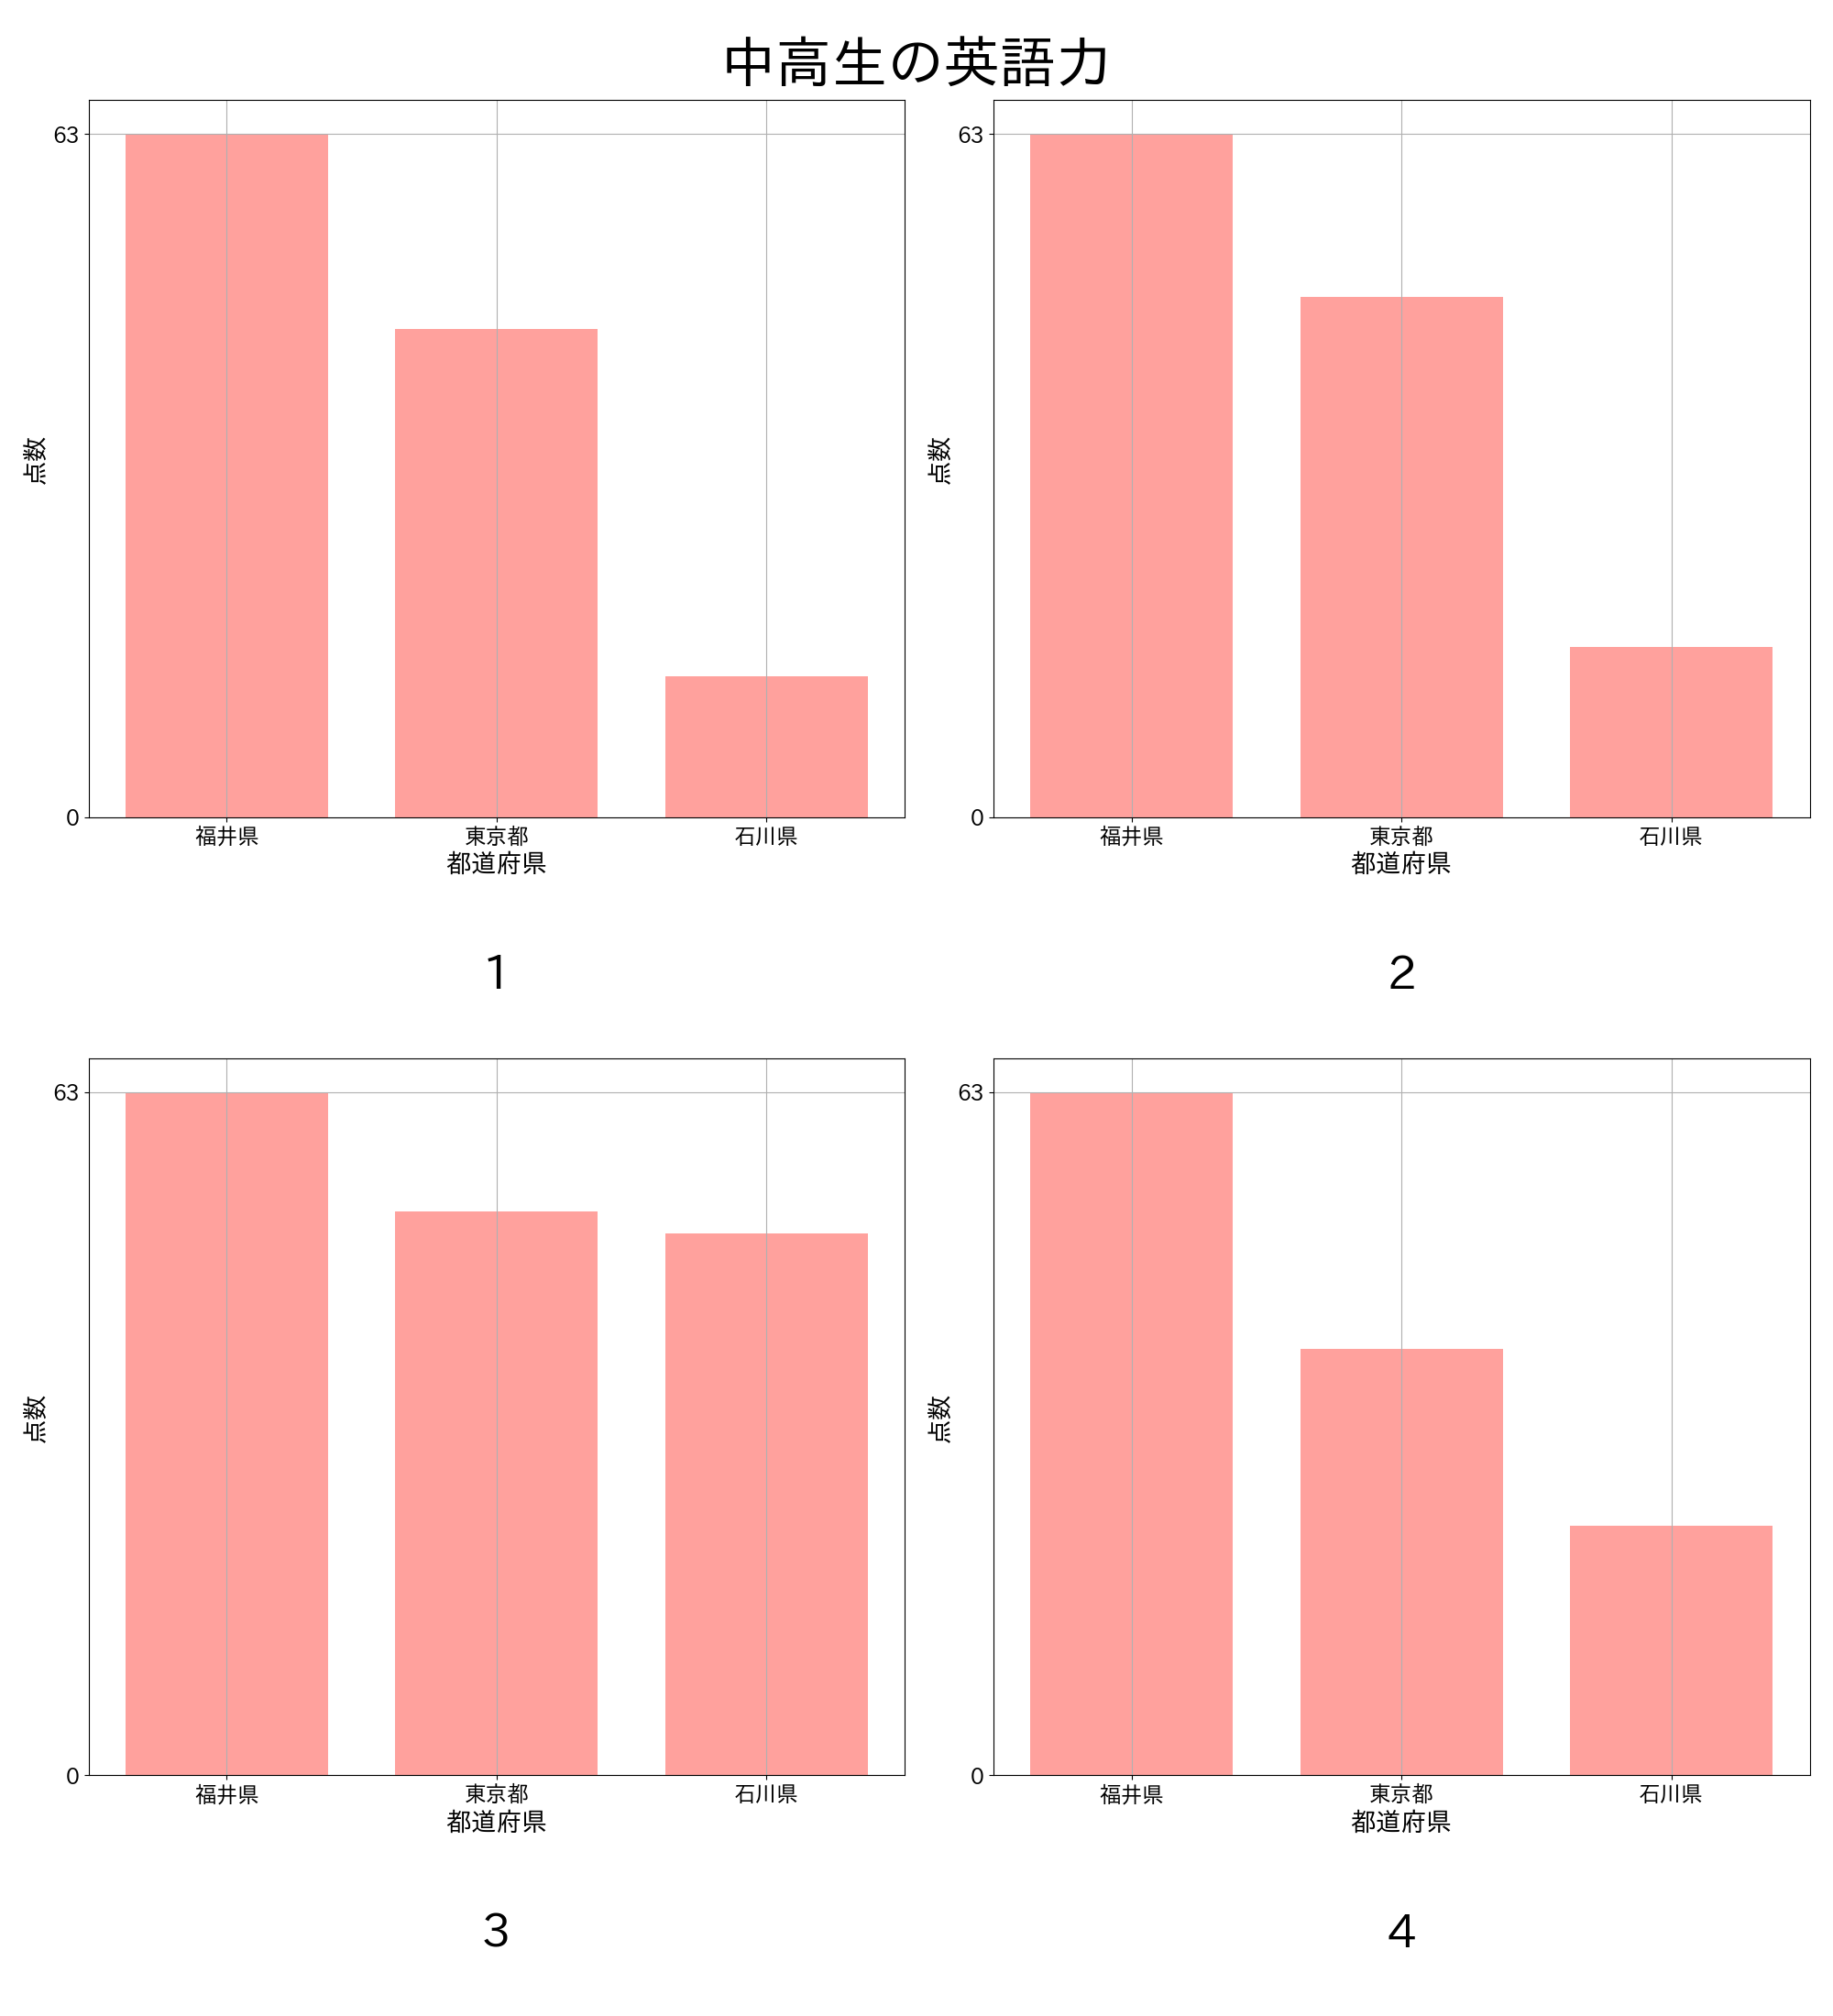 中高生の英語力
63
点数
0
福井県 東京都 石川県
都道府県
1
63
点数
0
福井県 東京都 石川県
都道府県
2
63
点数
0
福井県 東京都 石川県
都道府県
3
63
点数
0
福井県 東京都 石川県
都道府県
4